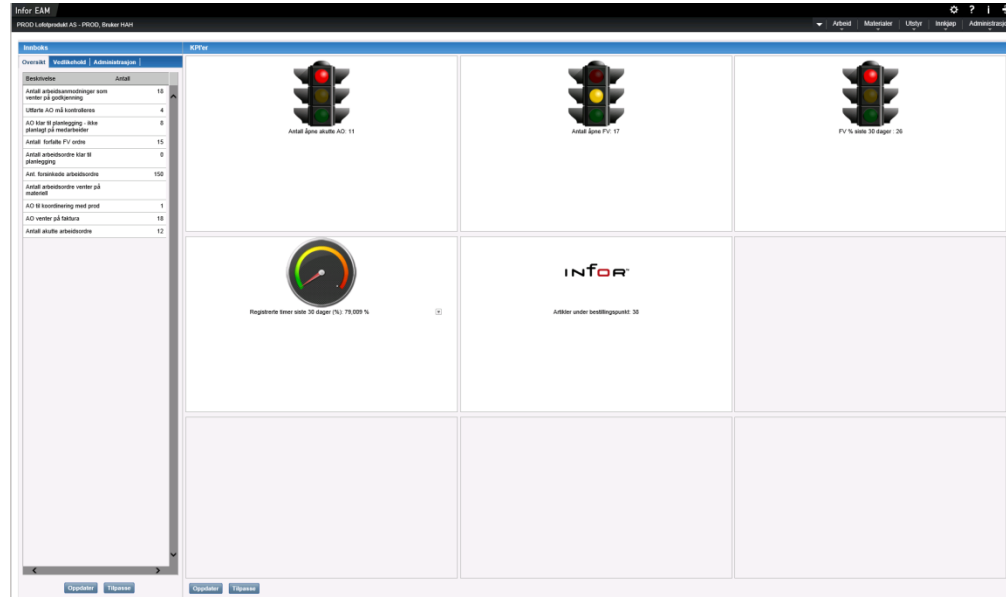 Infor EAM
PROD Lofotprodukt AS - PROD, Bruker HAH
Arbeid
Materialer
Utstyr
Innkjøp
Administrasjo
Innboks
Oversikt
Vedlikehold
Administrasjon
Beskrivelse
Antall
Antall arbeidsanmodninger som
venter på godkjenning
18
Utførte AO må kontrolleres
4
AO klar til planlegging - ikke
planlagt på medarbeider
8
Antall forfalte FV ordre
15
Antall arbeidsordre klar til
planlegging
0
Ant. forsinkede arbeidsordre
150
Antall arbeidsordre venter på
materiell
AO til koordinering med prod
1
AO venter på faktura
18
Antall akutte arbeidsordre
12
Oppdater
Tilpasse
KPI'er
Antall åpne akutte AO: 11
Antall åpne FV: 17
FV % siste 30 dager : 26
Registrerte timer siste 30 dager (%): 79,009 %
infor
Artikler under bestillingspunkt: 38
Oppdater
Tilpasse